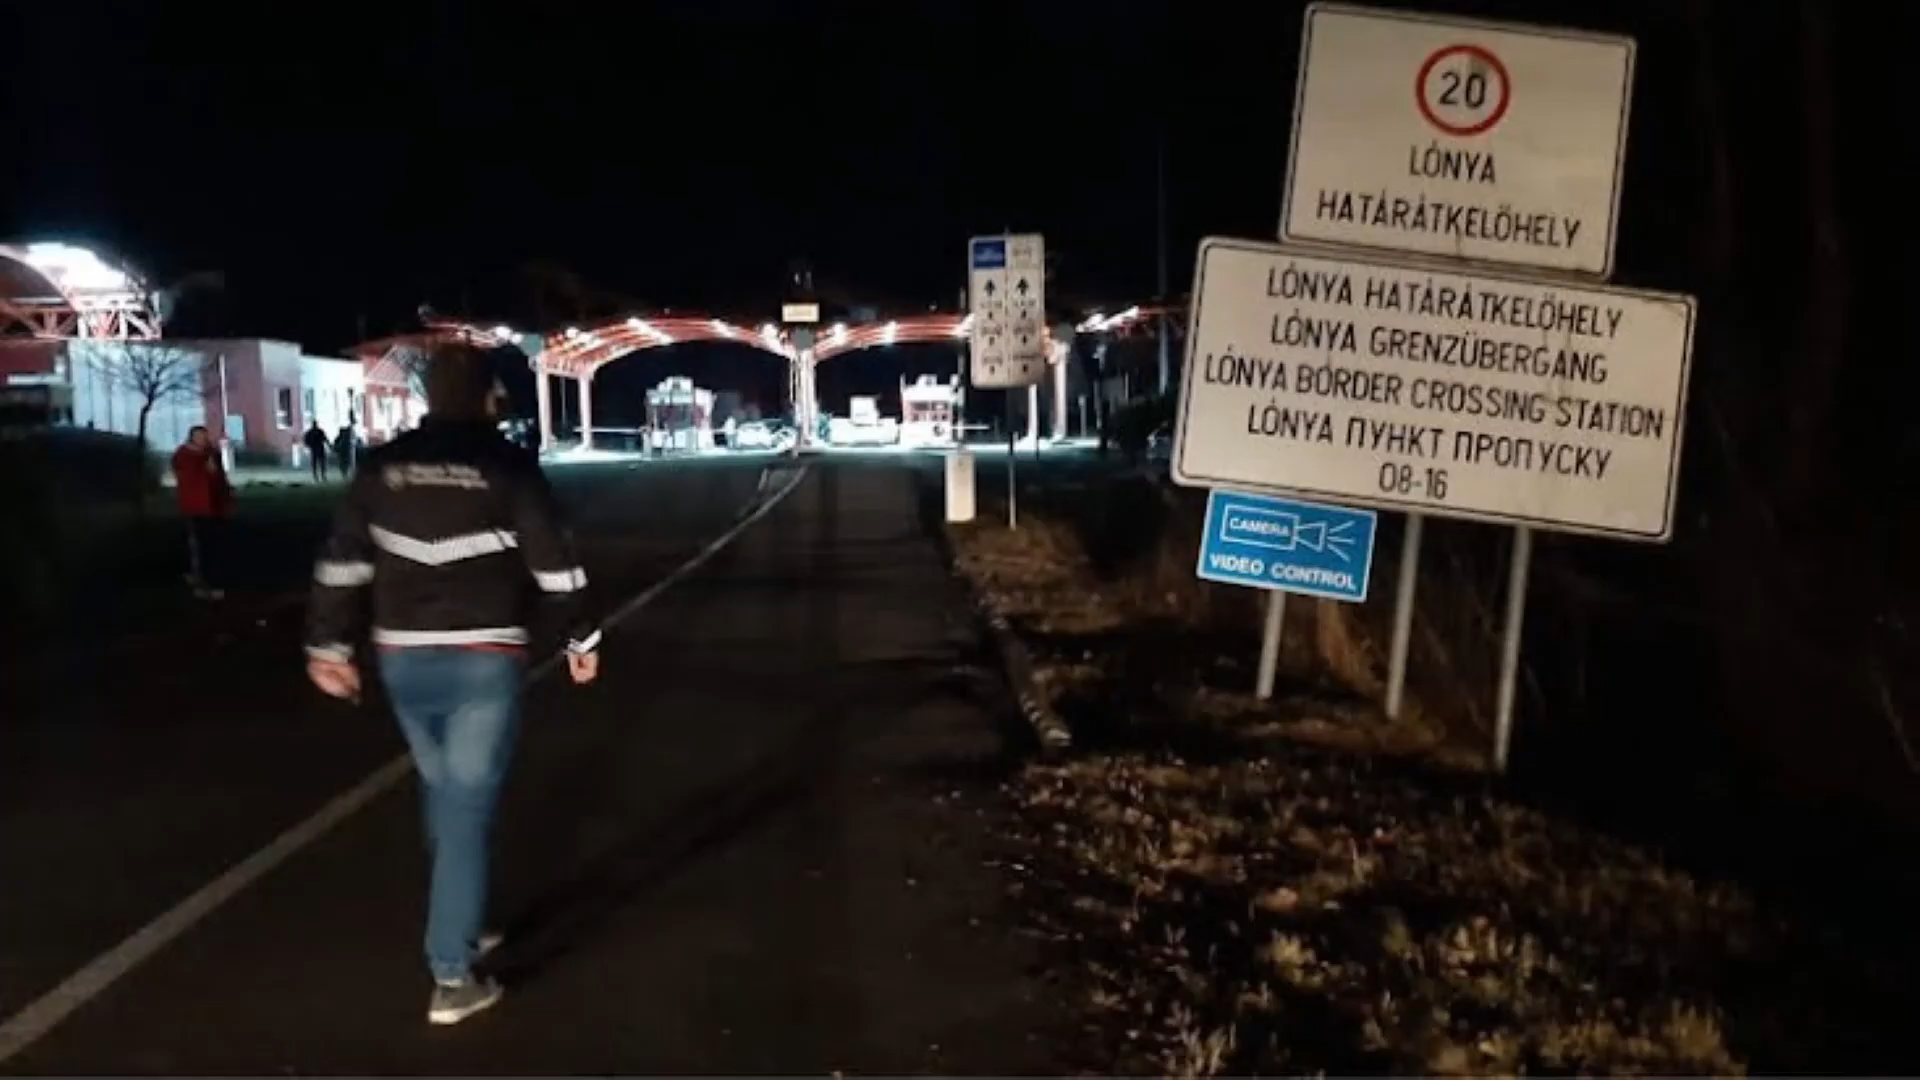 20
LÓNYA
HATÁRÁTKELŐHELY
LÓNYA HATÁRÁTKELŐHELY
LÓNYA GRENZÜBERGANG
LÓNYA BORDER CROSSING STATION
LÓNYA ПУНКТ ПРОПУСКУ
08-16
CAMERA
VIDEO CONTROL